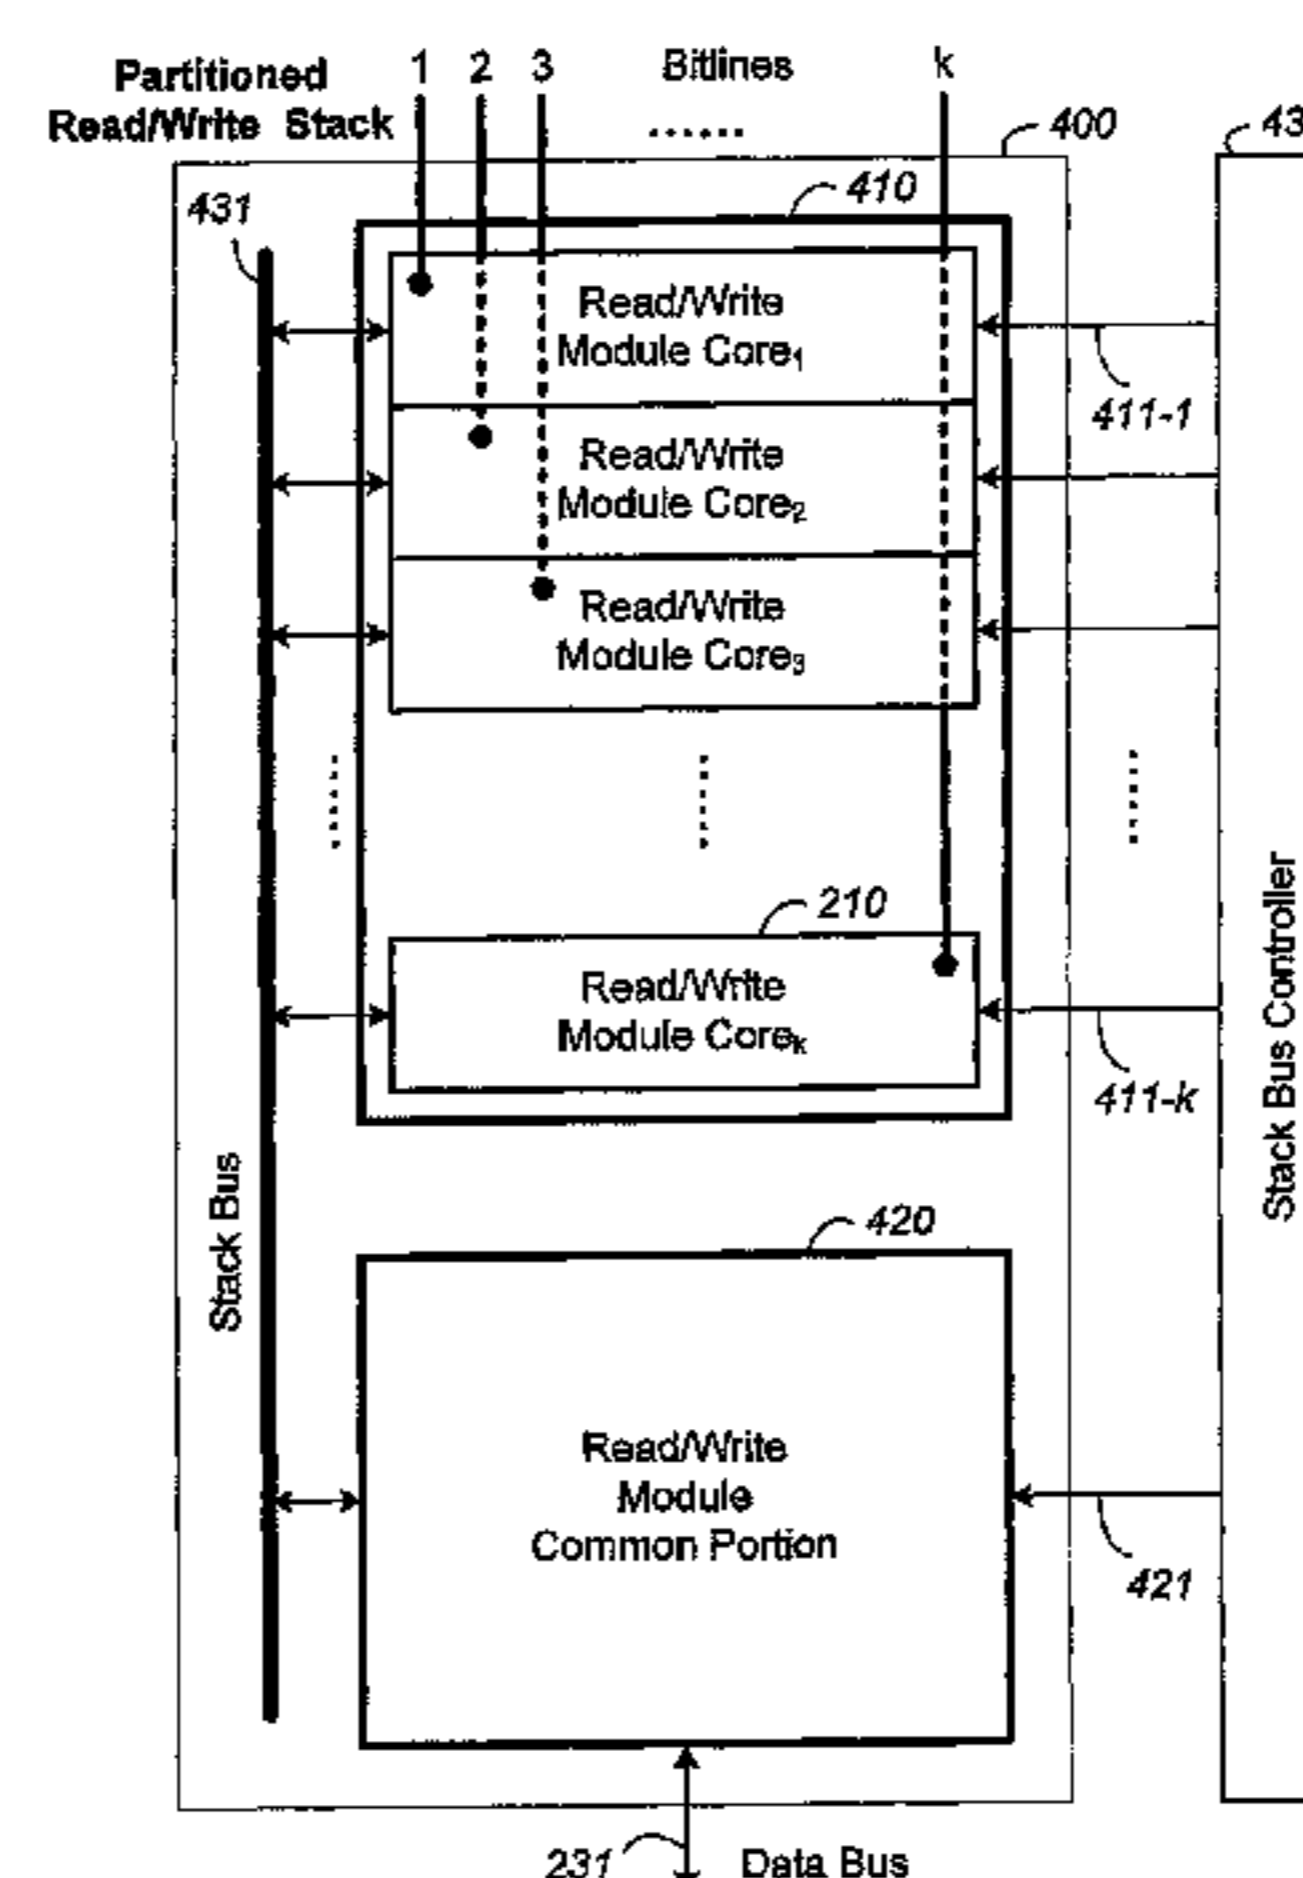 Partitioned
Read/Write Stack
1 2 3 Bitlines k
......
400
410
431
Read/Write
Module Core1
411-1
Read/Write
Module Core2
Read/Write
Module Core3
210
Read/Write
Module Corek
411-k
Stack Bus Controller
Stack Bus
420
Read/Write
Module
Common Portion
421
231 Data Bus